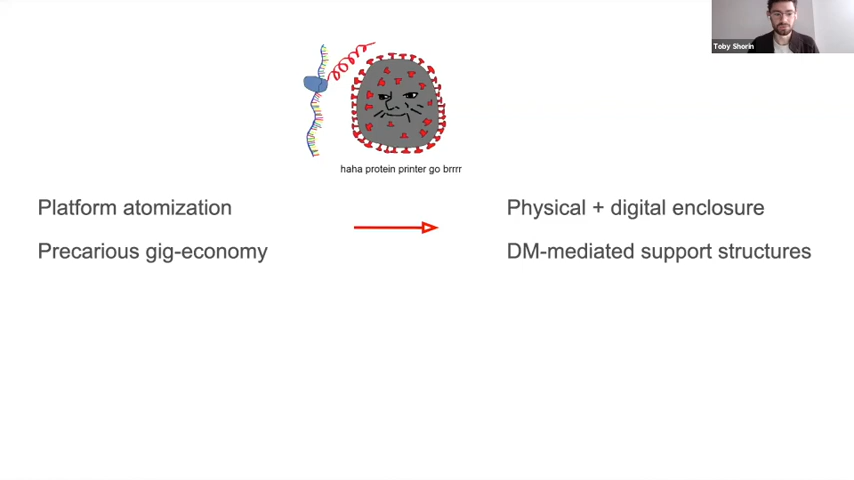 Toby Shorin
haha protein printer go brrrr
Platform atomization
Physical + digital enclosure
Precarious gig-economy
DM-mediated support structures